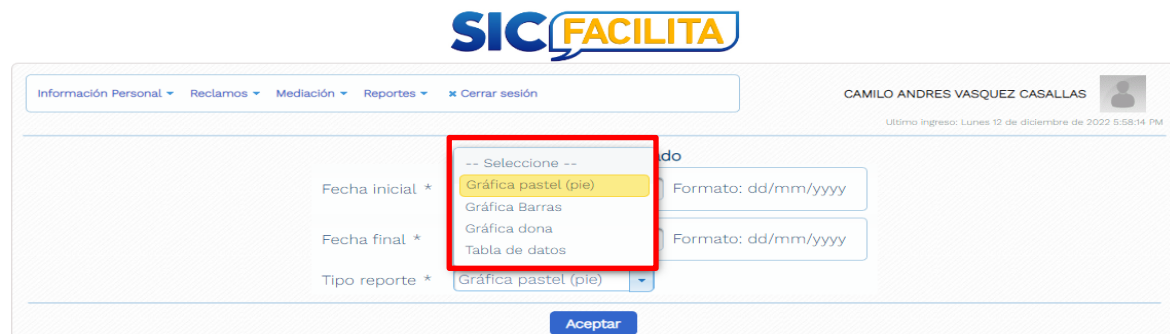 SIC FACILITA
Información Personal Reclamos Mediación Reportes × Cerrar sesión
CAMILO ANDRES VASQUEZ CASALLAS
Ultimo ingreso: Lunes 12 de diciembre de 2022 5:58:14 PM
-- Seleccione --
Fecha inicial *
Gráfica pastel (pie)
Formato: dd/mm/yyyy
Gráfica Barras
Gráfica dona
Fecha final *
Formato: dd/mm/yyyy
Tabla de datos
Tipo reporte * Gráfica pastel (pie)
Aceptar